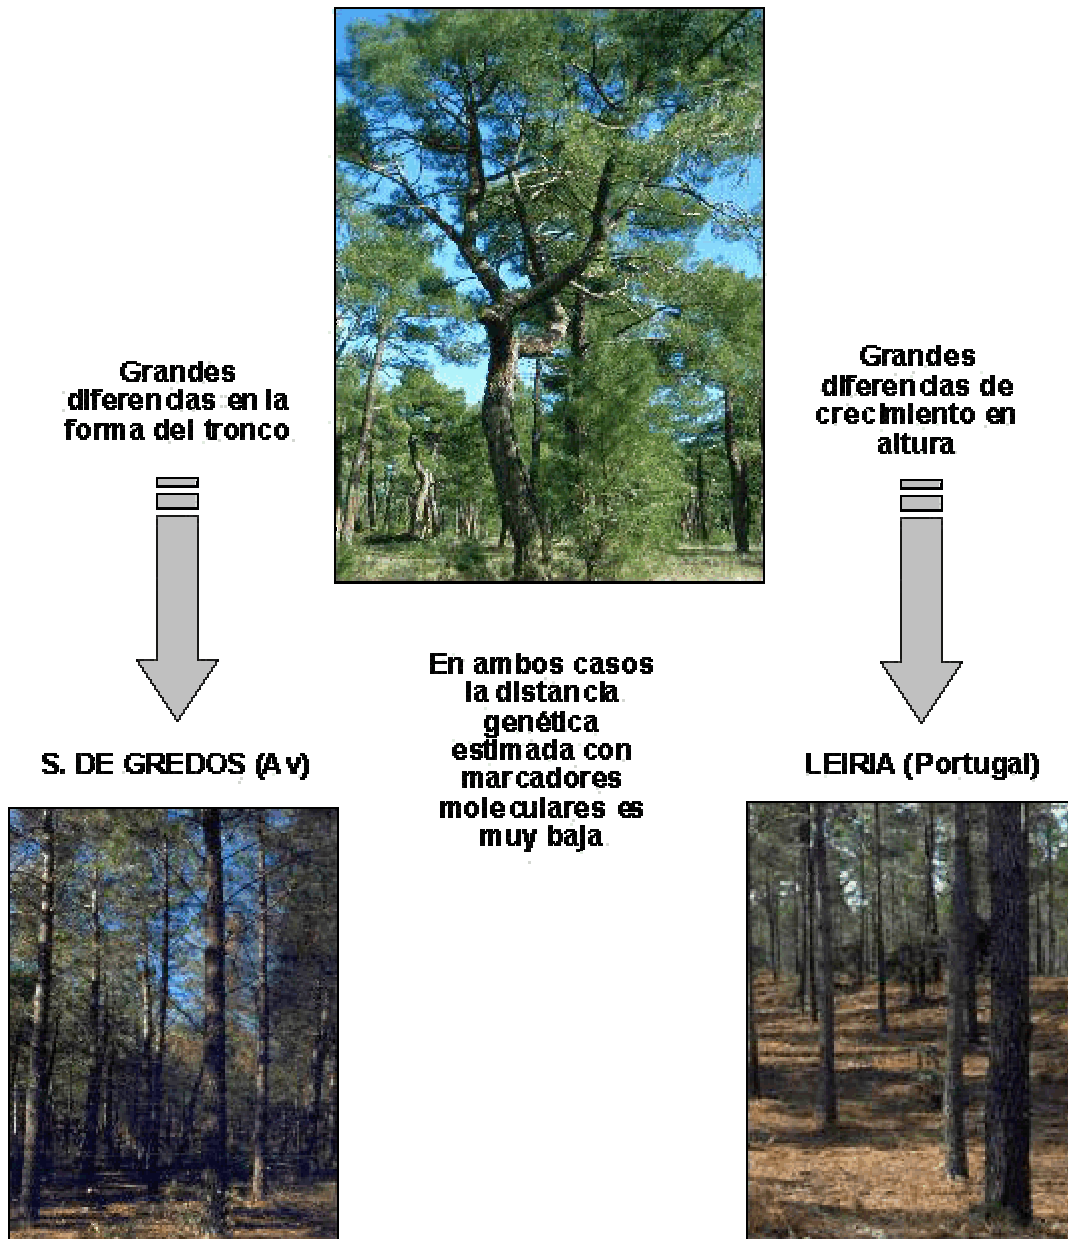 Grandes
diferencias en la
forma del tronco
Grandes
diferencias de
crecimiento en
altura
En ambos casos
la distancia
genética
estimada con
marcadores
moleculares es
muy baja
S. DE GREDOS (Av)
LEIRIA (Portugal)